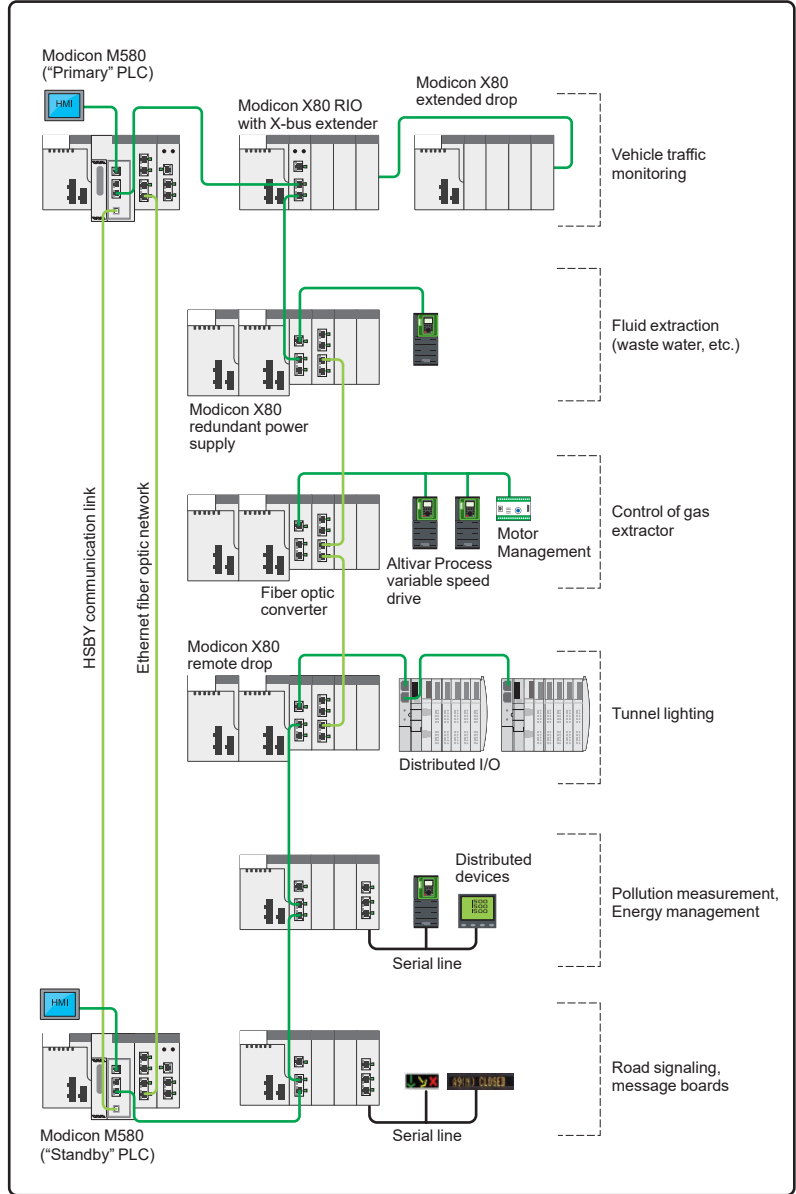 Modicon M580
(“Primary” PLC)
HMI
Modicon X80 RIO
with X-bus extender
Modicon X80
extended drop
Vehicle traffic
monitoring
Fluid extraction
(waste water, etc.)
Modicon X80
redundant power
supply
HSBY communication link
Ethernet fiber optic network
Control of gas
extractor
Motor
Management
Altivar Process
variable speed
drive
Fiber optic
converter
Modicon X80
remote drop
Tunnel lighting
Distributed I/O
Distributed
devices
1500
1500
1500
Pollution measurement,
Energy management
Serial line
HMI
Road signaling,
message boards
49(N) CLOSED
Serial line
Modicon M580
(“Standby” PLC)